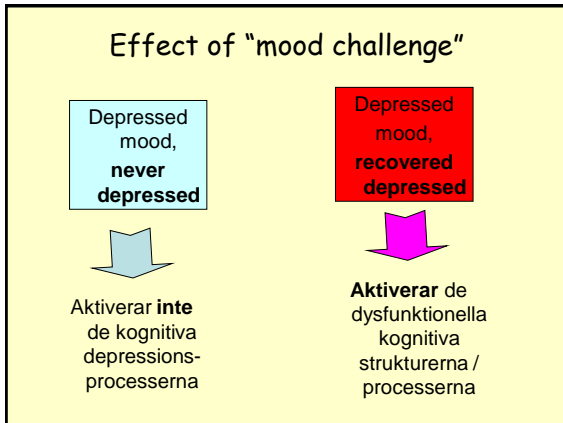 Effect of “mood challenge”
Depressed
mood,
never
depressed
Aktiverar inte
de kognitiva
depressions-
processerna
Depressed
mood,
recovered
depressed
Aktiverar de
dysfunktionella
kognitiva
strukturerna /
processerna